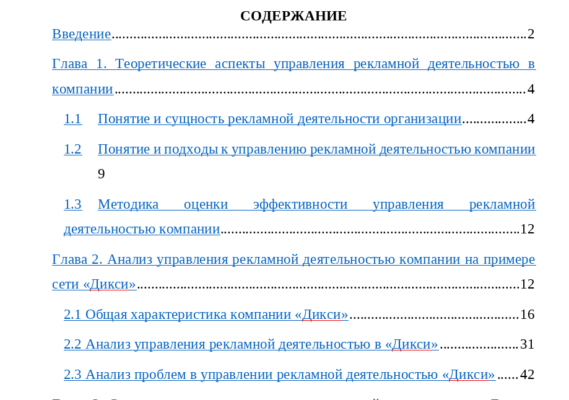 СОДЕРЖАНИЕ
Введение 2
Глава 1. Теоретические аспекты управления рекламной деятельностью в
компании 4
1.1 Понятие и сущность рекламной деятельности организации 4
1.2 Понятие и подходы к управлению рекламной деятельностью компании
9
1.3 Методика оценки эффективности управления рекламной
деятельностью компании 12
Глава 2. Анализ управления рекламной деятельностью компании на примере
сети «Дикси» 12
2.1 Общая характеристика компании «Дикси» 16
2.2 Анализ управления рекламной деятельностью в «Дикси» 31
2.3 Анализ проблем в управлении рекламной деятельностью «Дикси» 42